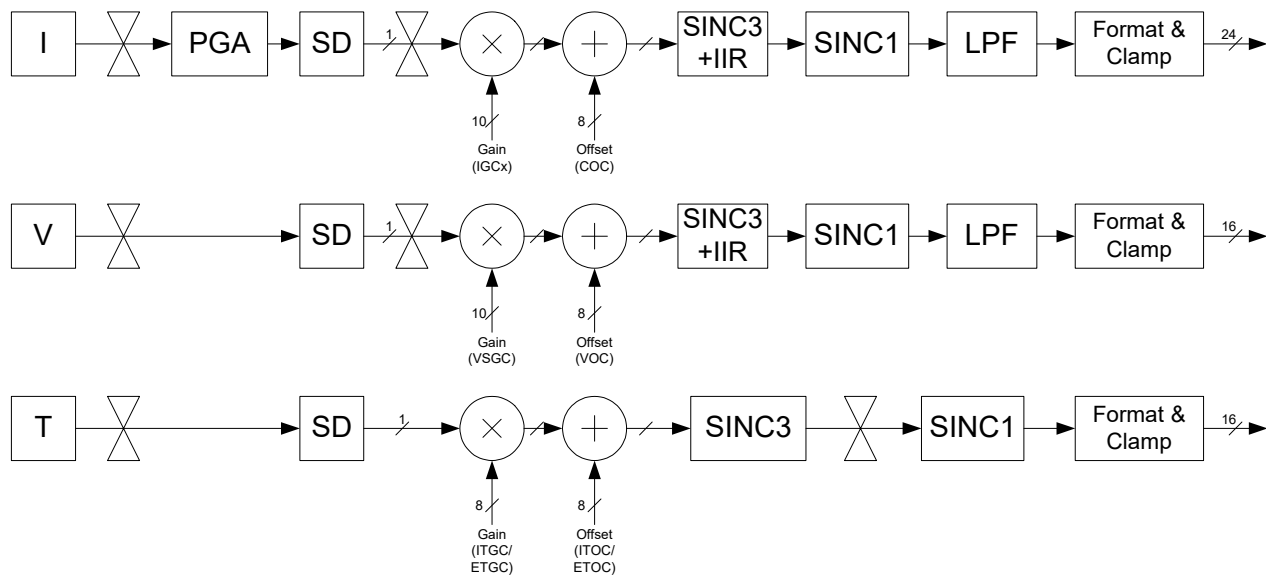 I
PGA
SD
1
×
+
SINC3
+IIR
SINC1
LPF
Format &
Clamp
24
10
Gain
(IGCx)
8
Offset
(COC)
V
SD
1
×
+
SINC3
+IIR
SINC1
LPF
Format &
Clamp
16
10
Gain
(VSGC)
8
Offset
(VOC)
T
SD
1
×
+
SINC3
SINC1
Format &
Clamp
16
8
Gain
(ITGC/
ETGC)
8
Offset
(ITOC/
ETOC)